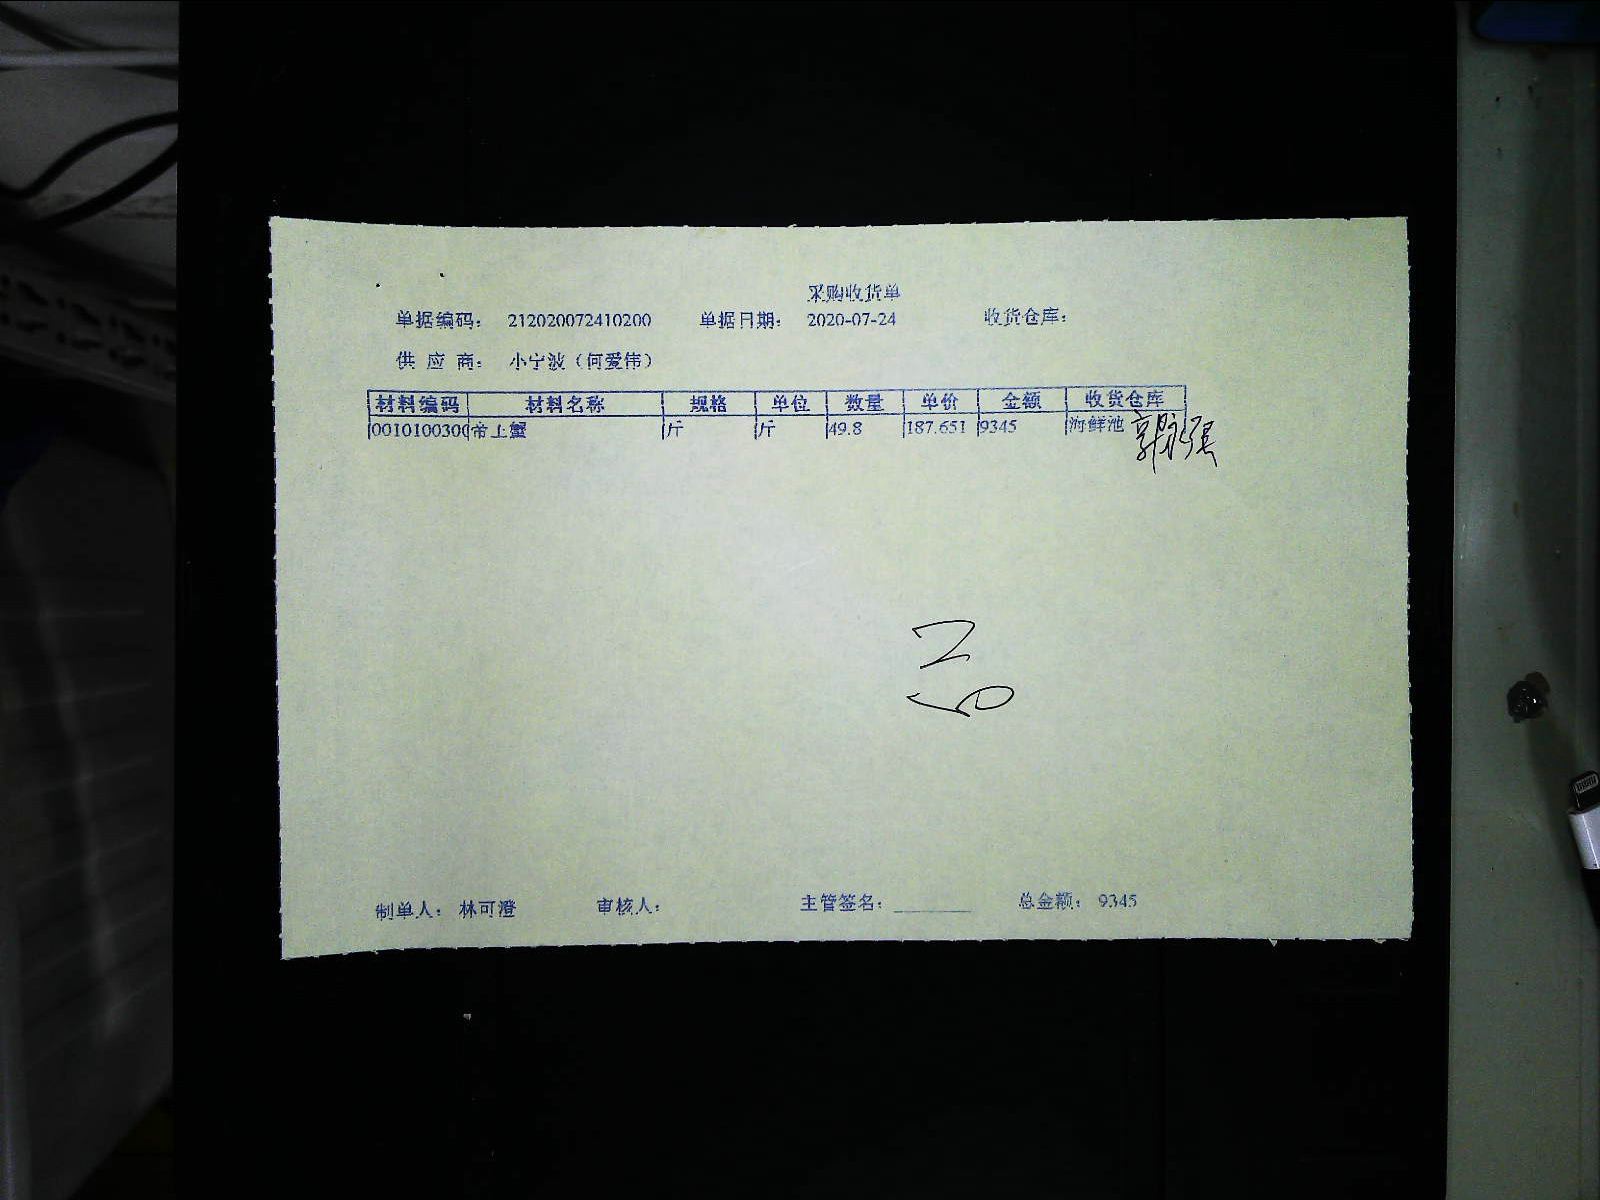 采购收货单
单据编码： 212020072410200 单据日期： 2020-07-24 收货仓库：
供 应 商： 小宁波（何爱伟）
材料编码 材料名称 规格 单位 数量 单价 金额 收货仓库
0010100300 帝王蟹 斤 斤 49.8 187.651 9345 海鲜池
郭永强
制单人： 林可澄 审核人： 主管签名： ________ 总金额： 9345